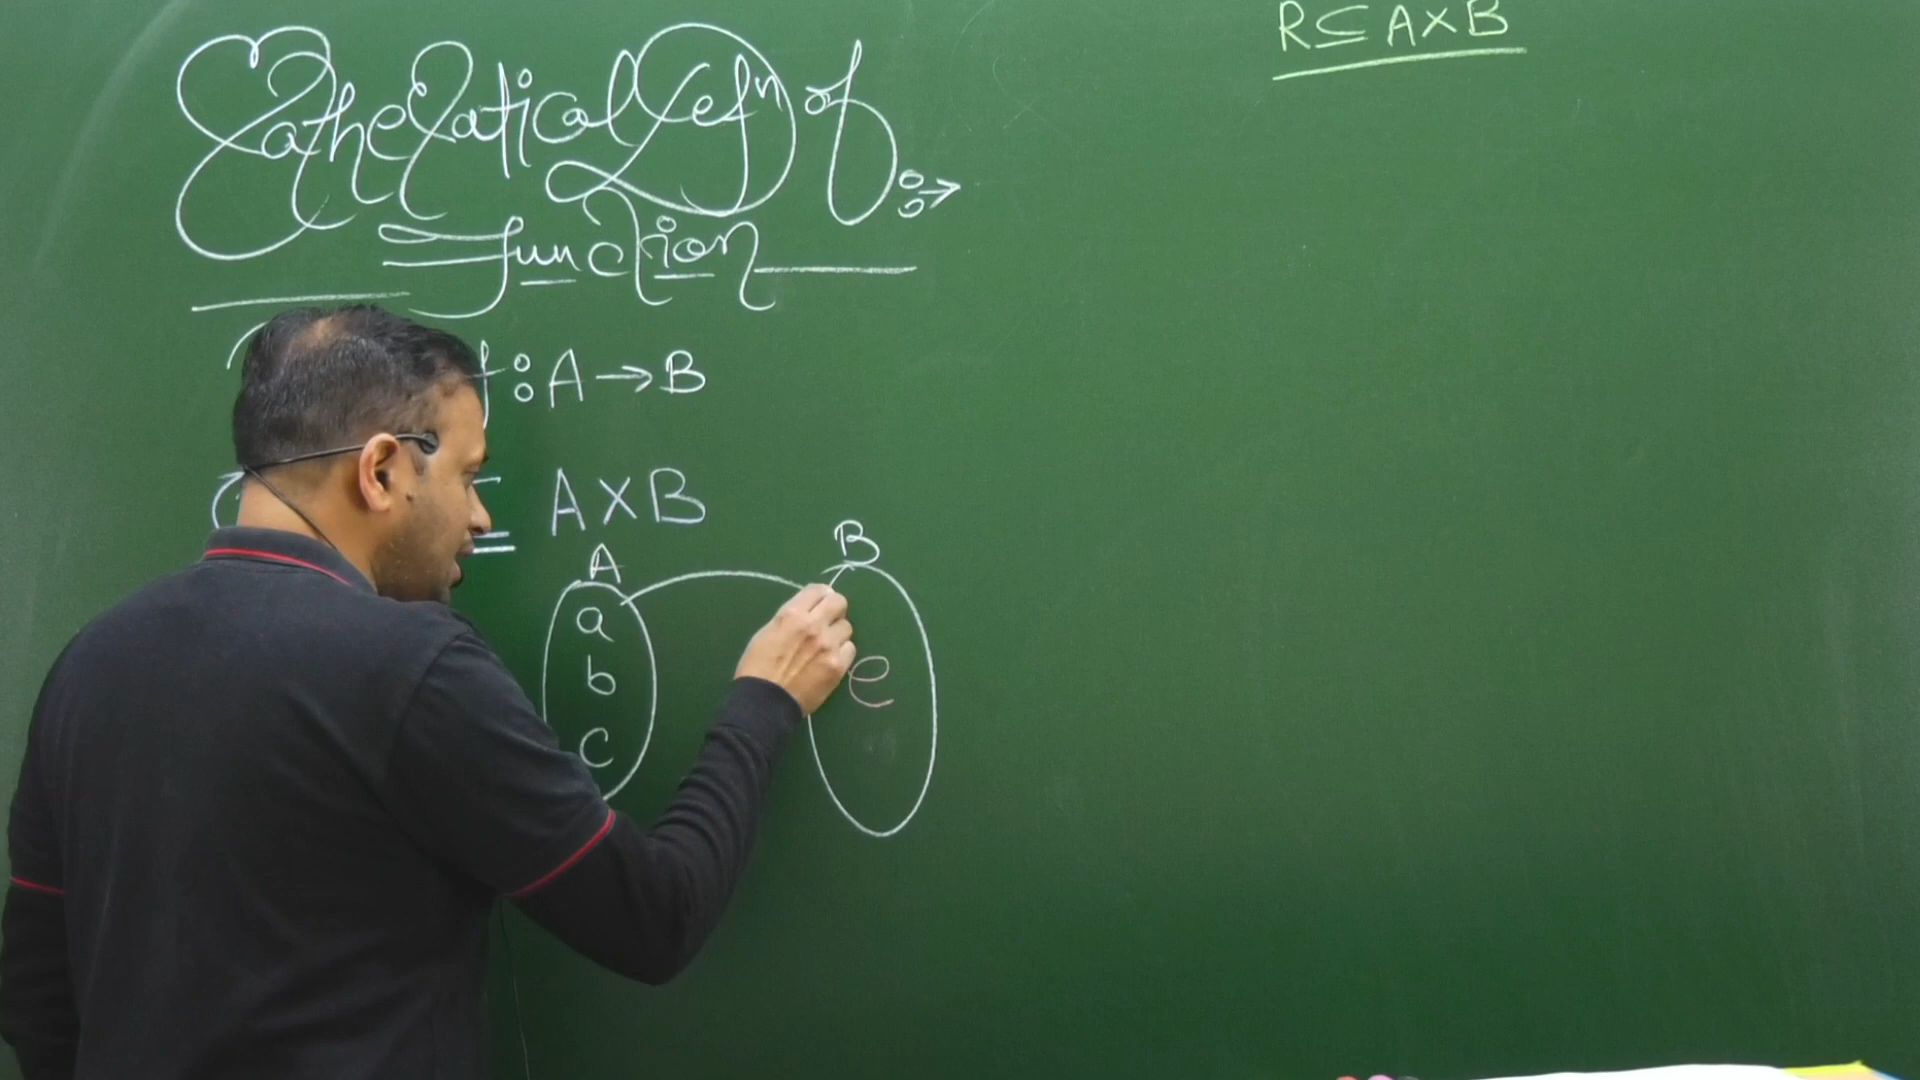 Mathematical Defn of :→
Function
f : A → B
A × B
A B
a
b e
c
R ⊆ A × B